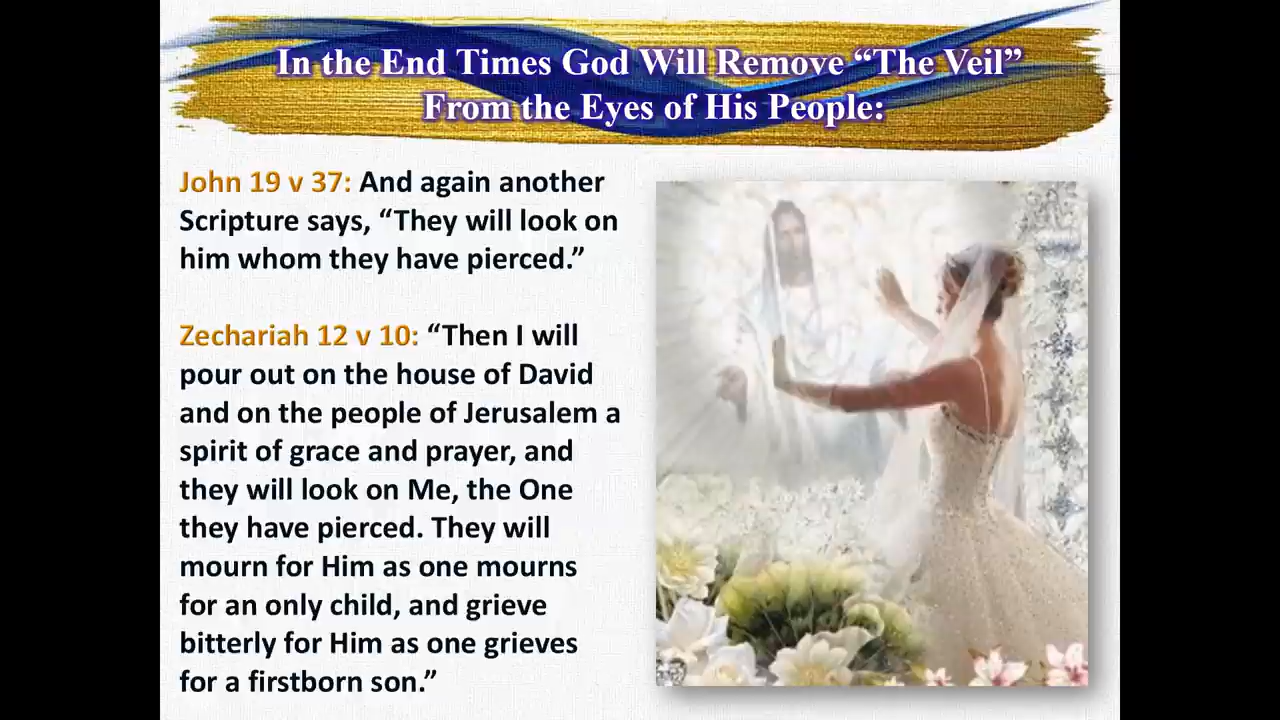 In the End Times God Will Remove “The Veil”
From the Eyes of His People:
John 19 v 37: And again another
Scripture says, “They will look on
him whom they have pierced.”
Zechariah 12 v 10: “Then I will
pour out on the house of David
and on the people of Jerusalem a
spirit of grace and prayer, and
they will look on Me, the One
they have pierced. They will
mourn for Him as one mourns
for an only child, and grieve
bitterly for Him as one grieves
for a firstborn son.”